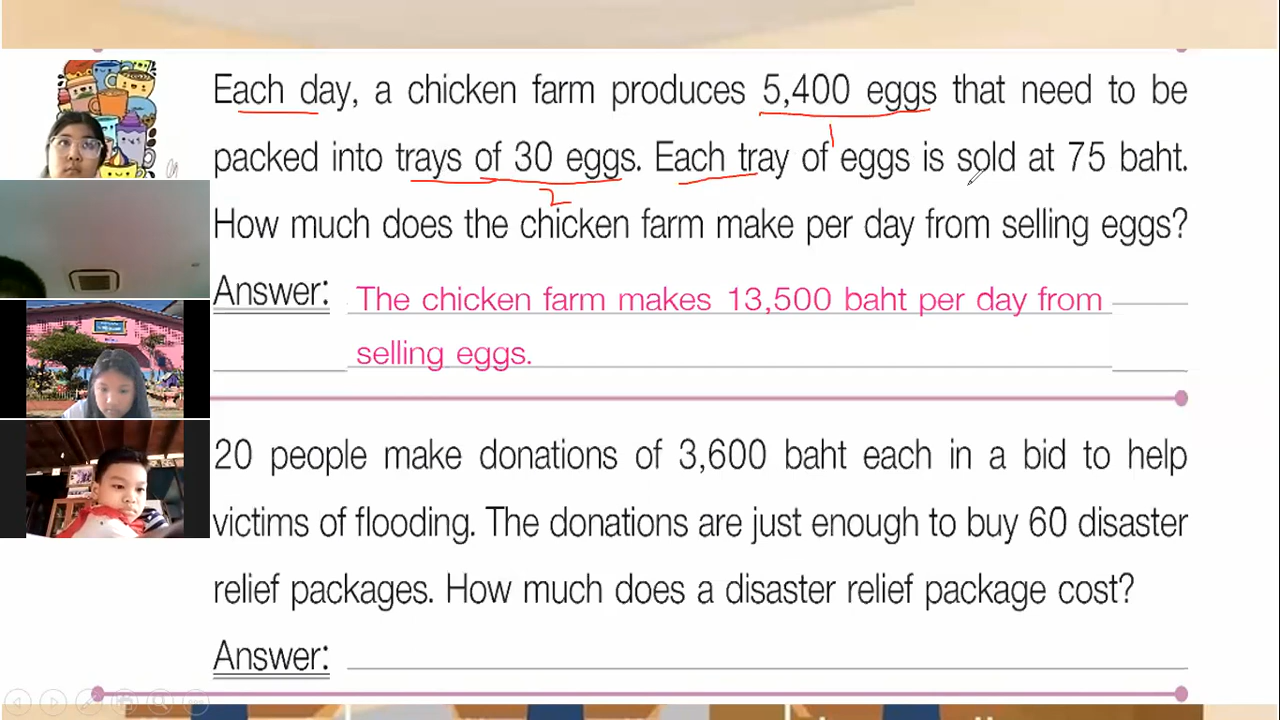 Each day, a chicken farm produces 5,400 eggs that need to be
1
packed into trays of 30 eggs. Each tray of eggs is sold at 75 baht.
2
How much does the chicken farm make per day from selling eggs?
Answer: The chicken farm makes 13,500 baht per day from
selling eggs.
20 people make donations of 3,600 baht each in a bid to help
victims of flooding. The donations are just enough to buy 60 disaster
relief packages. How much does a disaster relief package cost?
Answer: